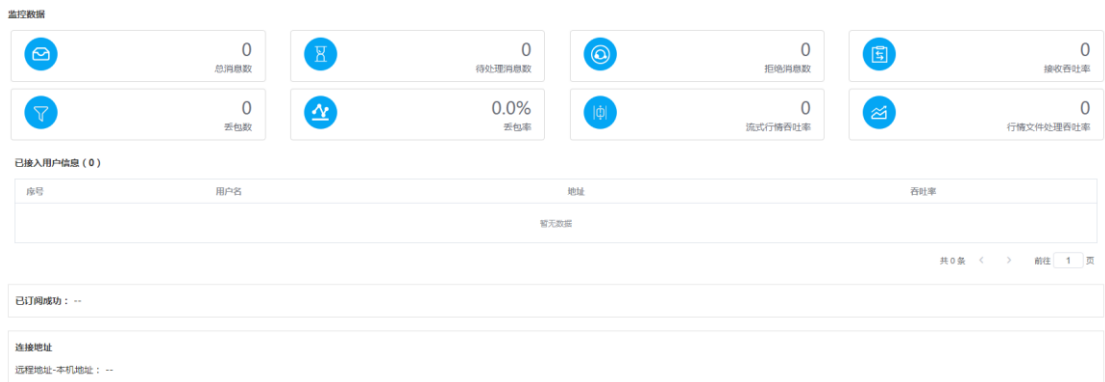 监控数据
0 0 0 0
总消息数 待处理消息数 拒绝消息数 接收吞吐率
0 0.0% 0 0
丢包数 丢包率 流式行情吞吐率 行情文件处理吞吐率
已接入用户信息 ( 0 )
序号 用户名 地址 吞吐率
暂无数据
共 0 条 < > 前往 1 页
已订阅成功： --
连接地址
远程地址-本机地址： --